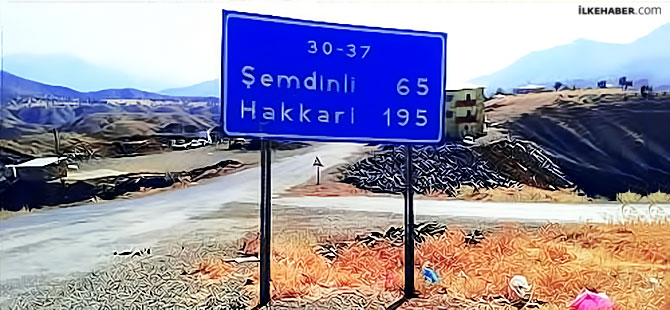 İLKEHABER.com
30-37
Şemdinli 65
Hakkari 195